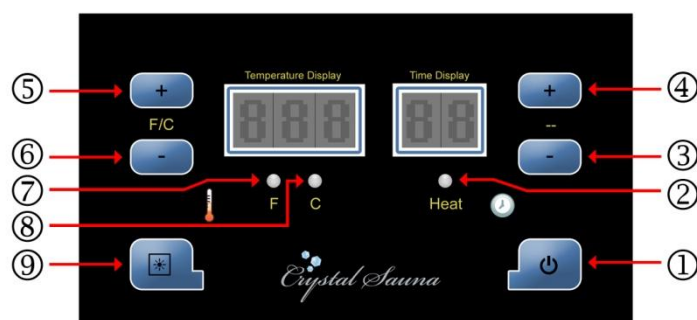 Temperature Display
Time Display
⑤ + + ④
F/C --
888 88
⑥ - - ③
⑦ ②
⑧ F C Heat
⑨ ①
Crystal Sauna